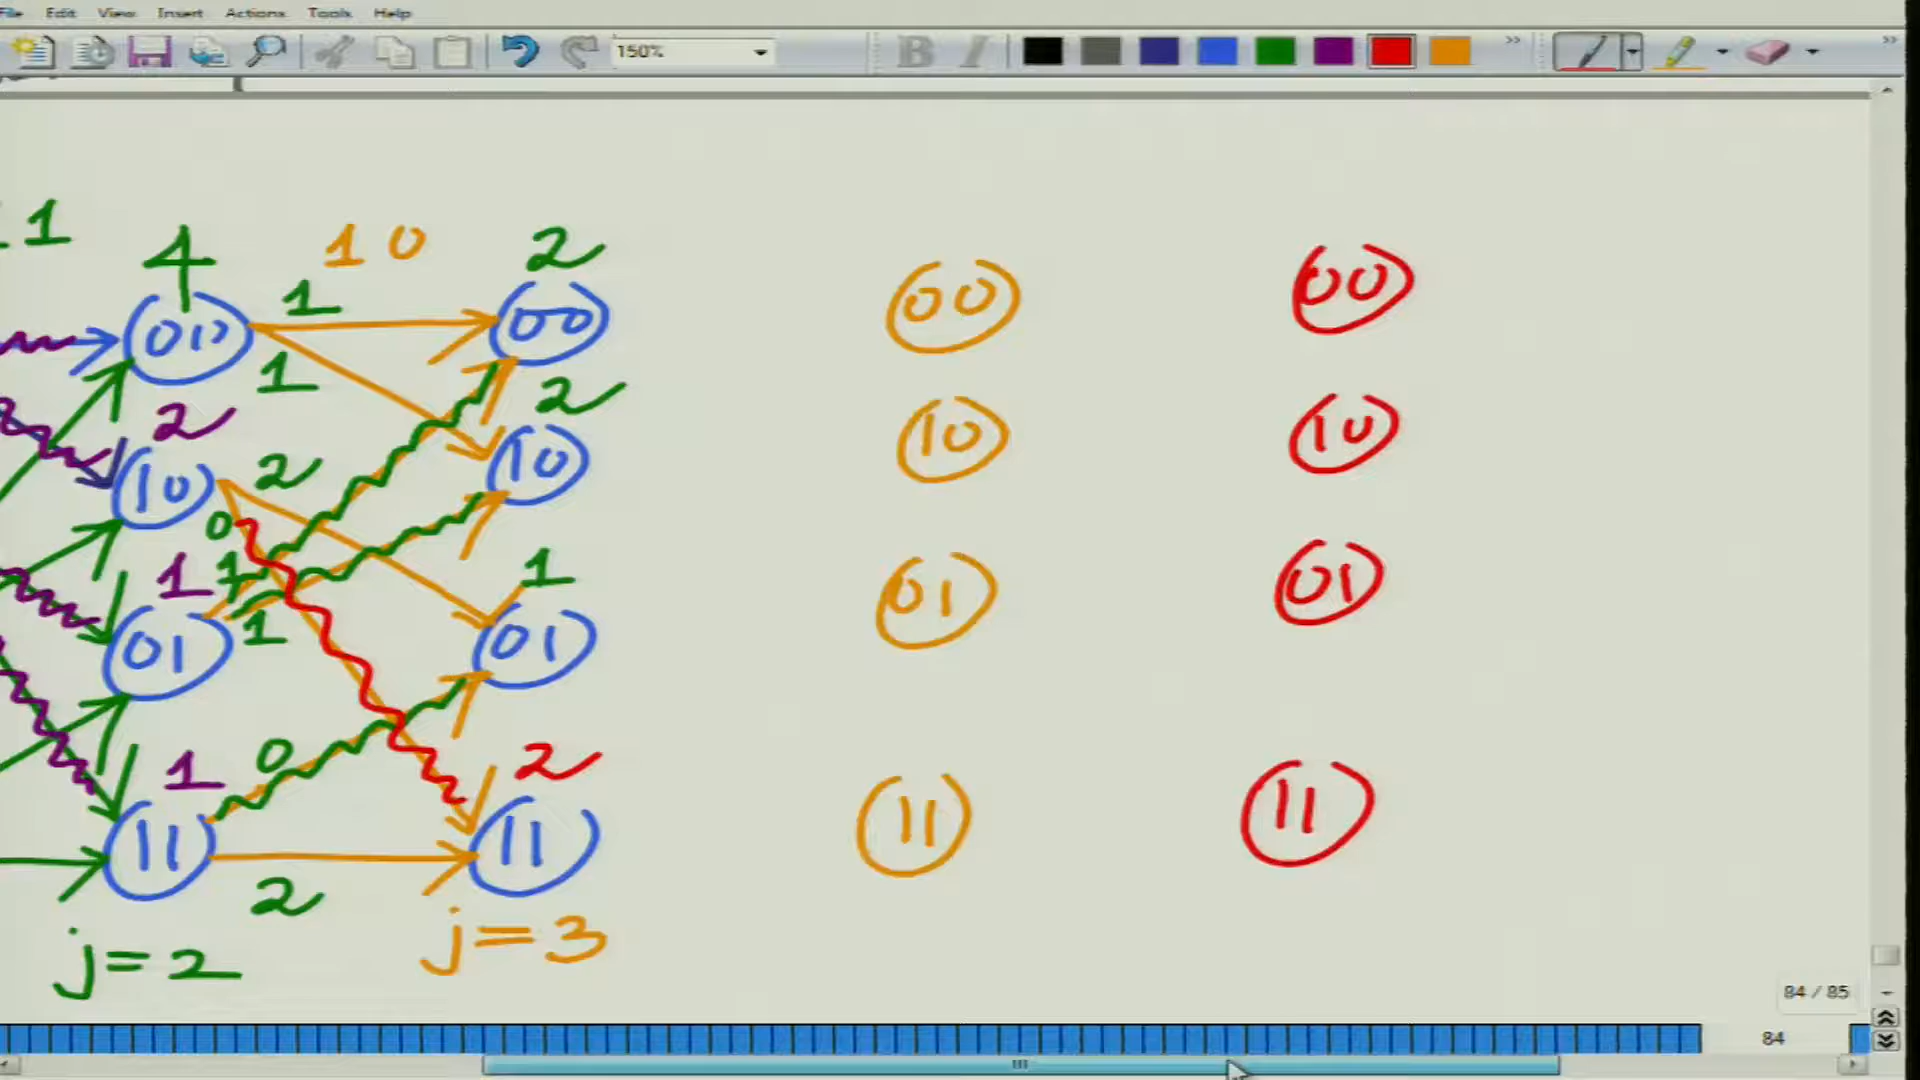 File Edit View Insert Actions Tools Help
150% B I
1 1 4 1 0 2
00 1 00 00 00
1 2
2 10 2 10 10 10
0
1 1 1
01 1 01 01 01
1 0 2
11 11 11 11
2
j=2 j=3
84 / 85
84